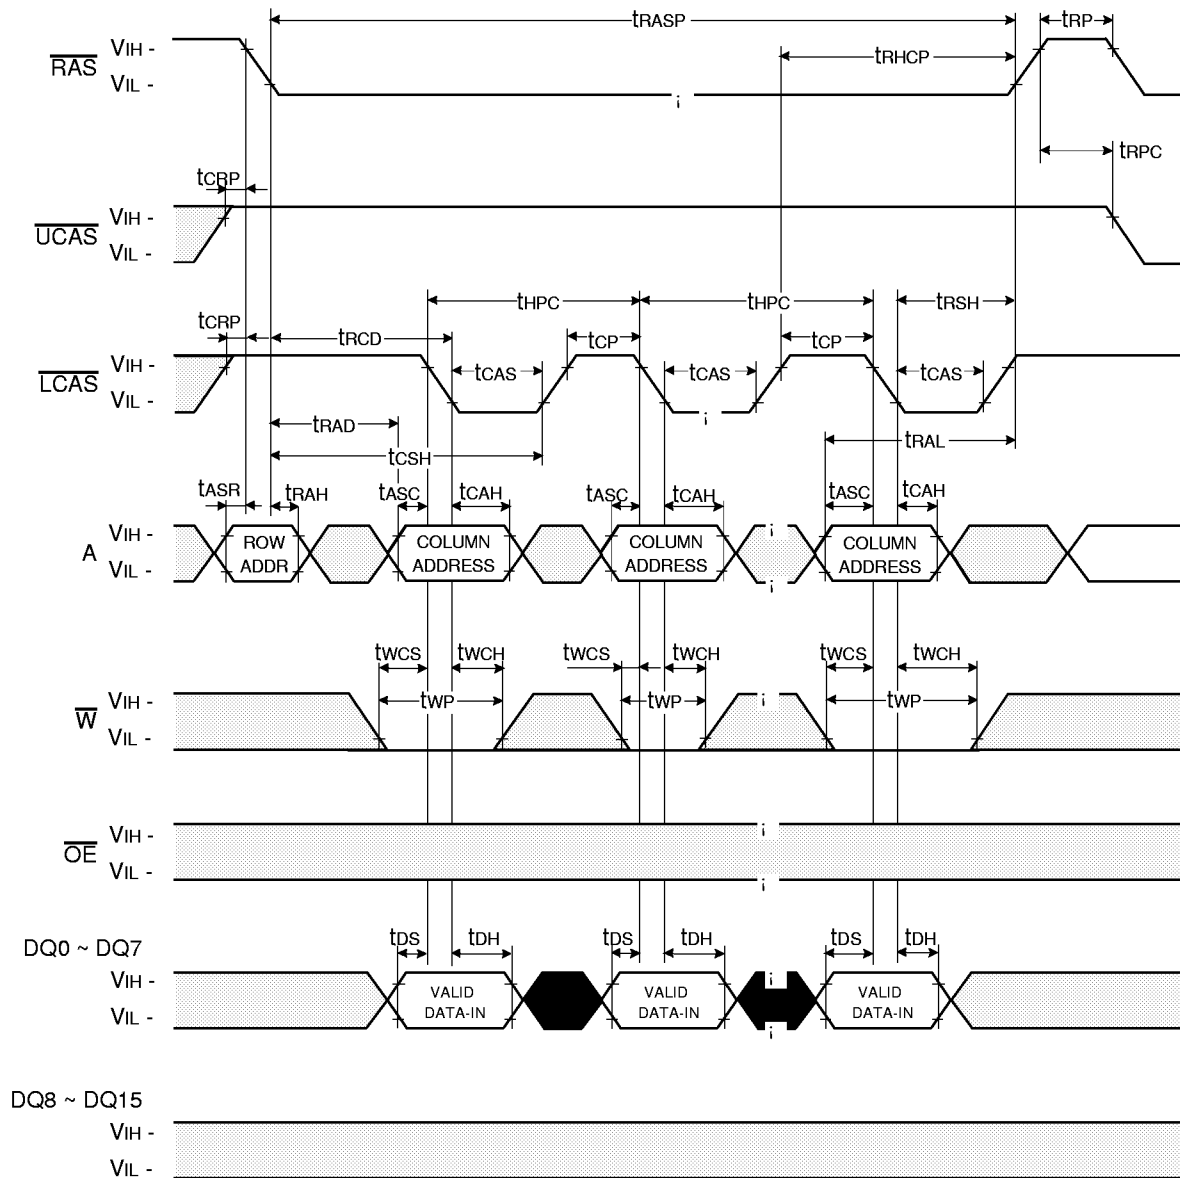 tRASP tRP
RAS VIH - tRHCP
VIL -
tCRP tRPC
UCAS VIH -
VIL -
tHPC tHPC tRSH
tCRP tRCD tCP tCP
LCAS VIH - tCAS tCAS tCAS
VIL -
tRAD tRAL
tCSH
tASR tRAH tASC tCAH tASC tCAH tASC tCAH
A VIH - ROW ADDR COLUMN ADDRESS COLUMN ADDRESS COLUMN ADDRESS
VIL -
tWCS tWCH tWCS tWCH tWCS tWCH
W VIH - tWP tWP tWP
VIL -
OE VIH -
VIL -
DQ0 ~ DQ7 tDS tDH tDS tDH tDS tDH
VIH - VALID DATA-IN VALID DATA-IN VALID DATA-IN
VIL -
DQ8 ~ DQ15
VIH -
VIL -